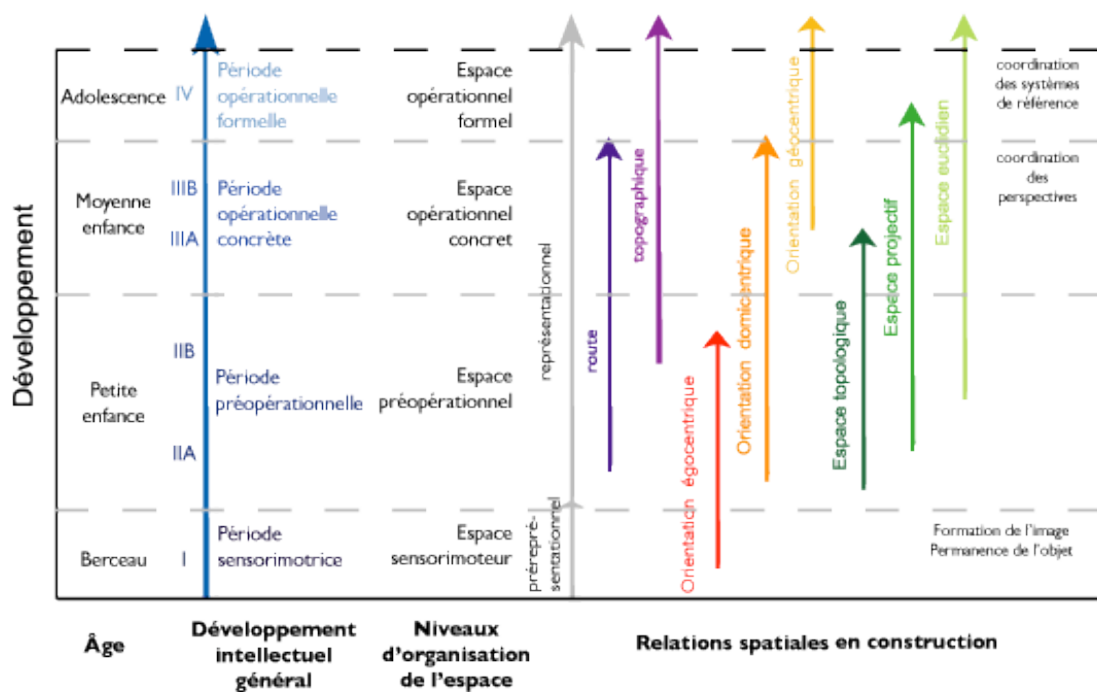 Développement
Adolescence
IV
Période
opérationnelle
formelle
Espace
opérationnel
formel
coordination
des systèmes
de référence
Moyenne
enfance
IIIB
IIIA
Période
opérationnelle
concrète
Espace
opérationnel
concret
coordination
des
perspectives
Petite
enfance
IIB
IIA
Période
préopérationnelle
Espace
préopérationnel
Berceau
I
Période
sensorimotrice
Espace
sensorimoteur
Formation de l'image
Permanence de l'objet
représentationnel
prérepré-
sentationnel
route
topographique
Orientation égocentrique
Orientation domicentrique
Orientation géocentrique
Espace topologique
Espace projectif
Espace euclidien
Âge
Développement
intellectuel
général
Niveaux
d'organisation
de l'espace
Relations spatiales en construction